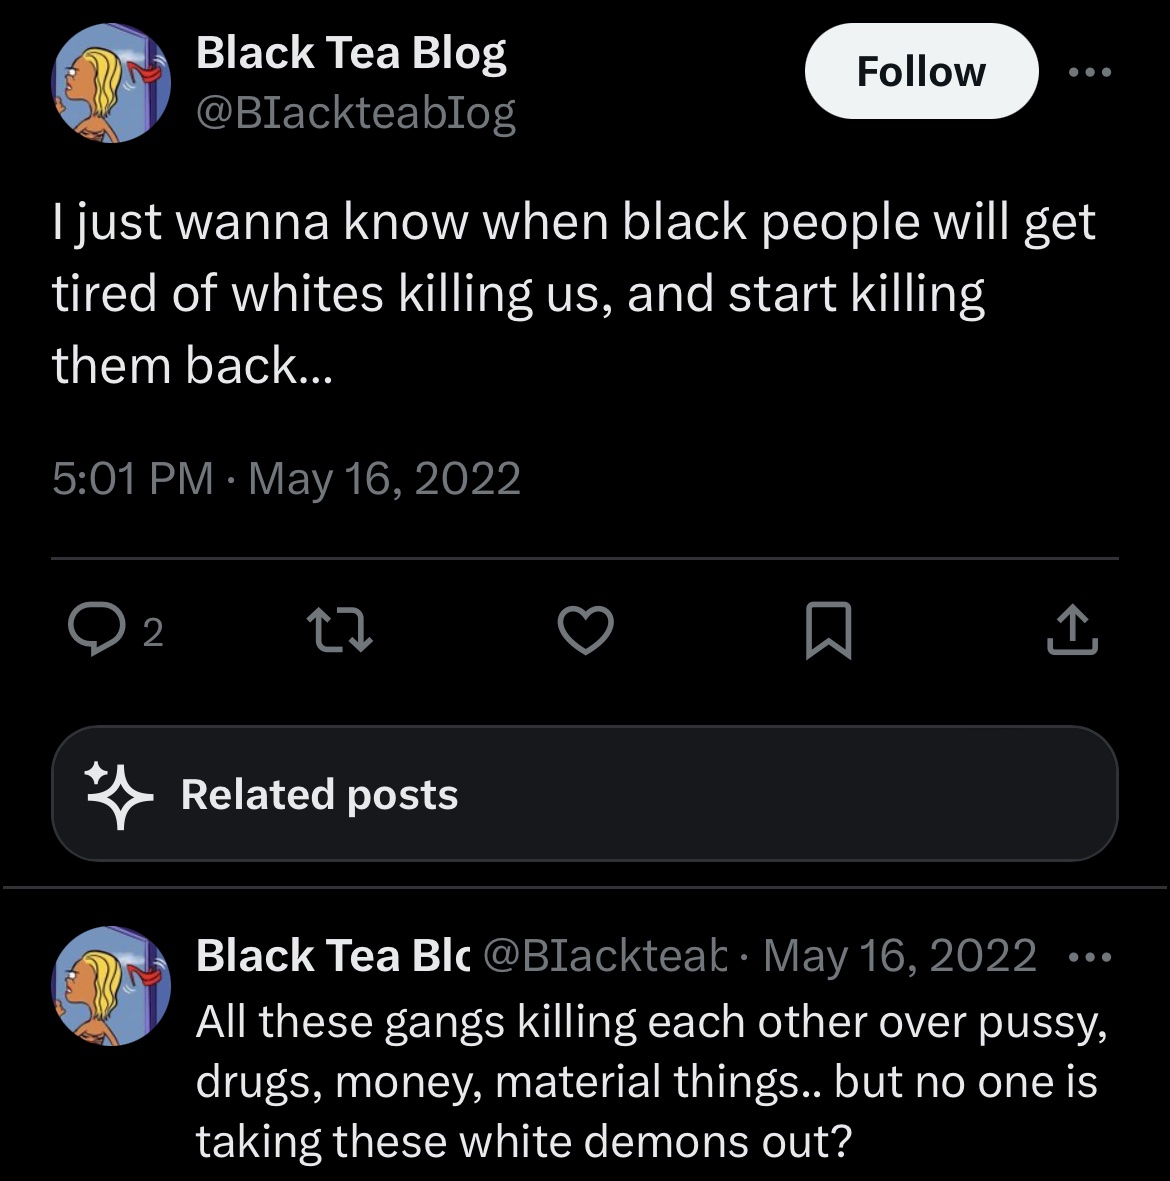 Black Tea Blog
@BIackteabIog
Follow
I just wanna know when black people will get
tired of whites killing us, and start killing
them back...
5:01 PM · May 16, 2022
2
Related posts
Black Tea Blo @BIackteab · May 16, 2022
All these gangs killing each other over pussy,
drugs, money, material things.. but no one is
taking these white demons out?